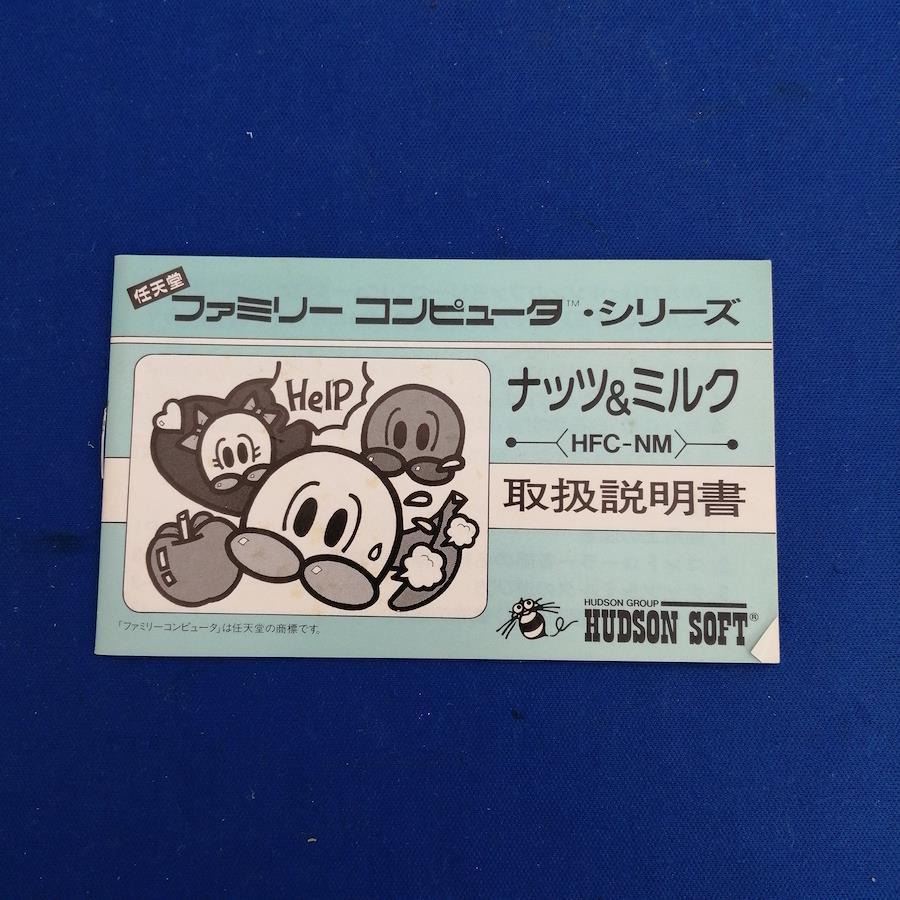 任天堂
ファミリー コンピュータ™・シリーズ
Help
ナッツ&ミルク
HFC-NM
取扱説明書
「ファミリーコンピュータ」は任天堂の商標です。
HUDSON GROUP
HUDSON SOFT®